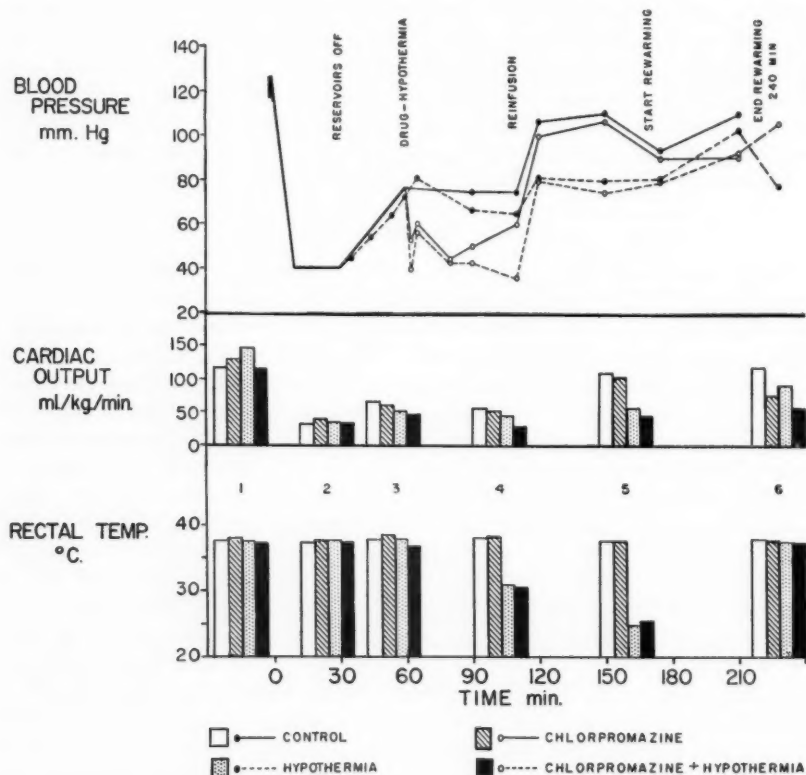 RESERVOIRS OFF
DRUG-HYPOTHERMIA
REINFUSION
START REWARMING
END REWARMING
240 MIN
BLOOD
PRESSURE
mm. Hg
140
120
100
80
60
40
20
CARDIAC
OUTPUT
ml./kg./min.
150
100
50
0
1 2 3 4 5 6
RECTAL TEMP.
°C.
40
30
20
0 30 60 90 120 150 180 210
TIME min.
CONTROL
CHLORPROMAZINE
HYPOTHERMIA
CHLORPROMAZINE + HYPOTHERMIA